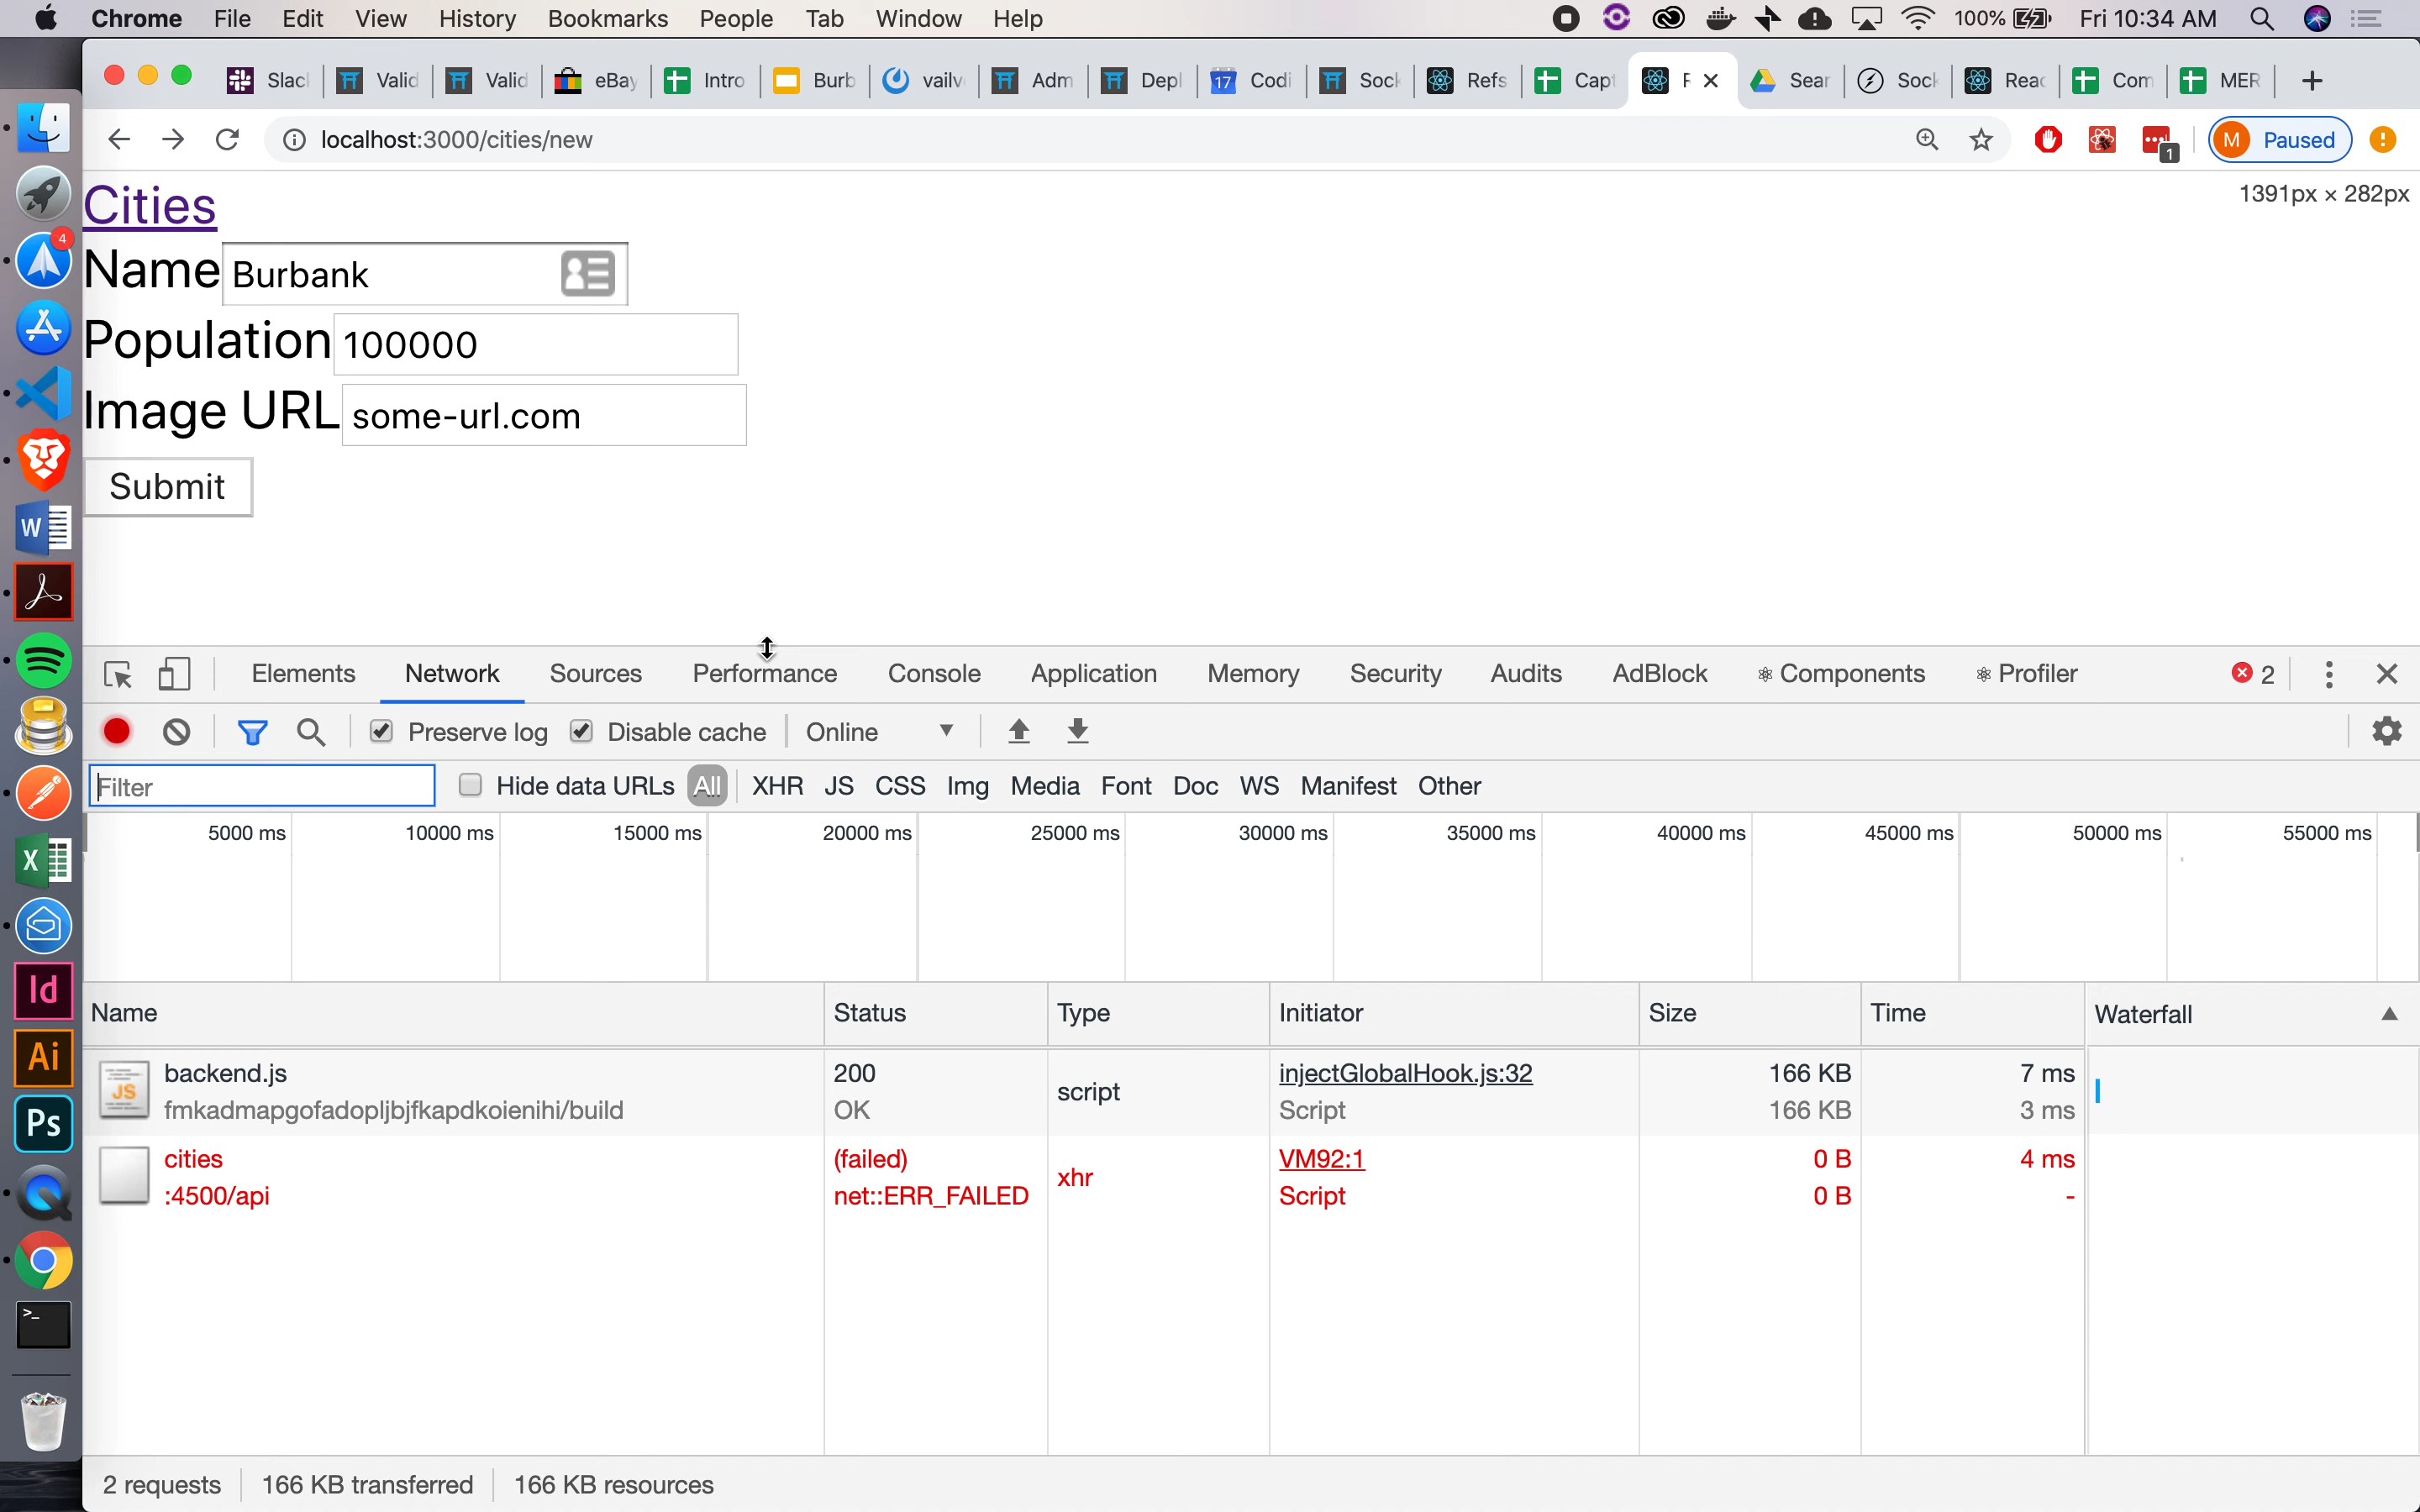 Chrome File Edit View History Bookmarks People Tab Window Help 100% Fri 10:34 AM
Slac Valid Valid eBay Intro Burb vailv Adm Depl 17 Codi Sock Refs Capt Sear Sock Reac Com MER
localhost:3000/cities/new 1 M Paused
Cities 1391px × 282px
4
Name Burbank
Population 100000
Image URL some-url.com
Submit
W
Elements Network Sources Performance Console Application Memory Security Audits AdBlock Components Profiler 2
Preserve log Disable cache Online
Filter Hide data URLs All XHR JS CSS Img Media Font Doc WS Manifest Other
5000 ms 10000 ms 15000 ms 20000 ms 25000 ms 30000 ms 35000 ms 40000 ms 45000 ms 50000 ms 55000 ms
X
Id
Name Status Type Initiator Size Time Waterfall
Ai
backend.js 200 script injectGlobalHook.js:32 166 KB 7 ms
JS
fmkadmapgofadopljbjfkapdkoienihi/build OK Script 166 KB 3 ms
Ps
cities (failed) xhr VM92:1 0 B 4 ms
:4500/api net::ERR_FAILED Script 0 B -
>_
2 requests 166 KB transferred 166 KB resources